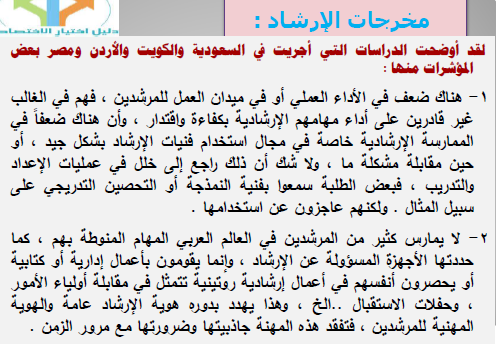 دليل اختيار الاختصاص
مخرجات الإرشاد :
لقد أوضحت الدراسات التي أجريت في السعودية والكويت والأردن ومصر بعض
المؤشرات منها :
١- هناك ضعف في الأداء العملي أو في ميدان العمل للمرشدين ، فهم في الغالب
غير قادرين على أداء مهامهم الإرشادية بكفاءة واقتدار ، وأن هناك ضعفاً في
الممارسة الإرشادية خاصة في مجال استخدام فنيات الإرشاد بشكل جيد ، أو
حين مقابلة مشكلة ما ، ولا شك أن ذلك راجع إلى خلل في عمليات الإعداد
والتدريب ، فبعض الطلبة سمعوا بفنية النمذجة أو التحصين التدريجي على
سبيل المثال . ولكنهم عاجزون عن استخدامها .
٢- لا يمارس كثير من المرشدين في العالم العربي المهام المنوطة بهم ، كما
حددتها الأجهزة المسؤولة عن الإرشاد ، وإنما يقومون بأعمال إدارية أو كتابية
أو يحصرون أنفسهم في أعمال إرشادية روتينية تتمثل في مقابلة أولياء الأمور
، وحفلات الاستقبال ..الخ ، وهذا يهدد بدوره هوية الإرشاد عامة والهوية
المهنية للمرشدين ، فتفقد هذه المهنة جاذبيتها وضرورتها مع مرور الزمن .